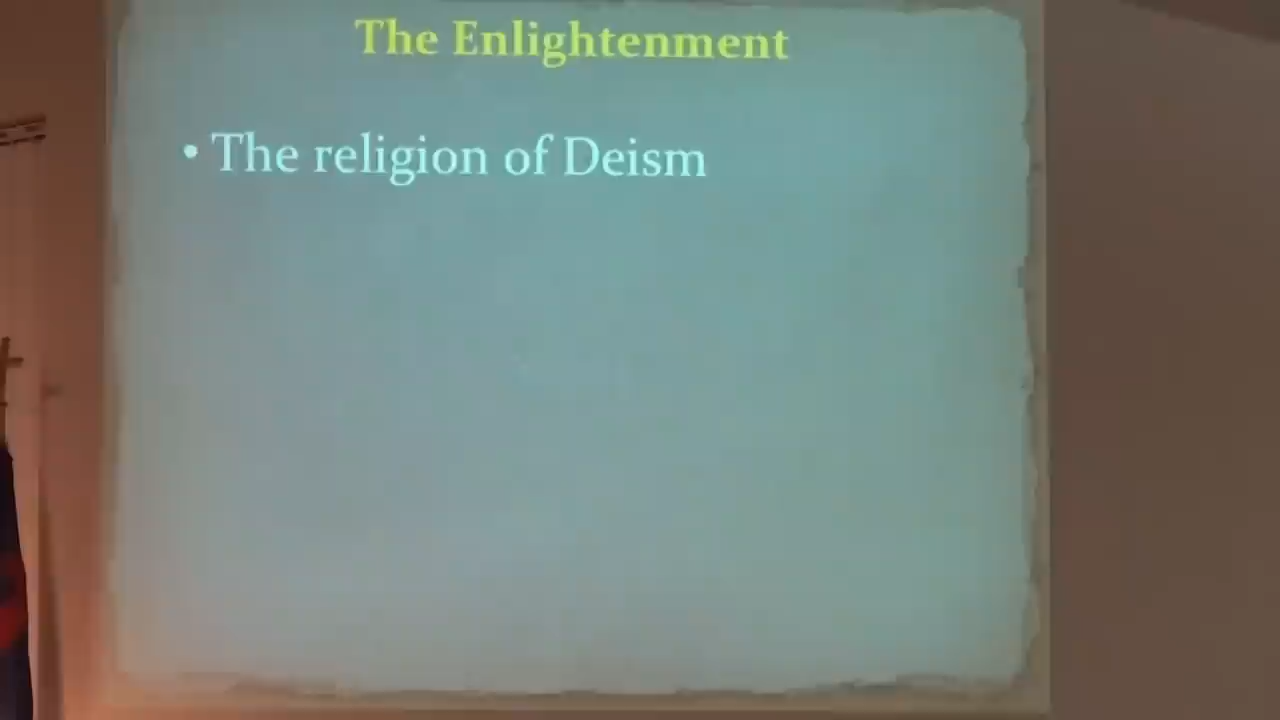 The Enlightenment
• The religion of Deism